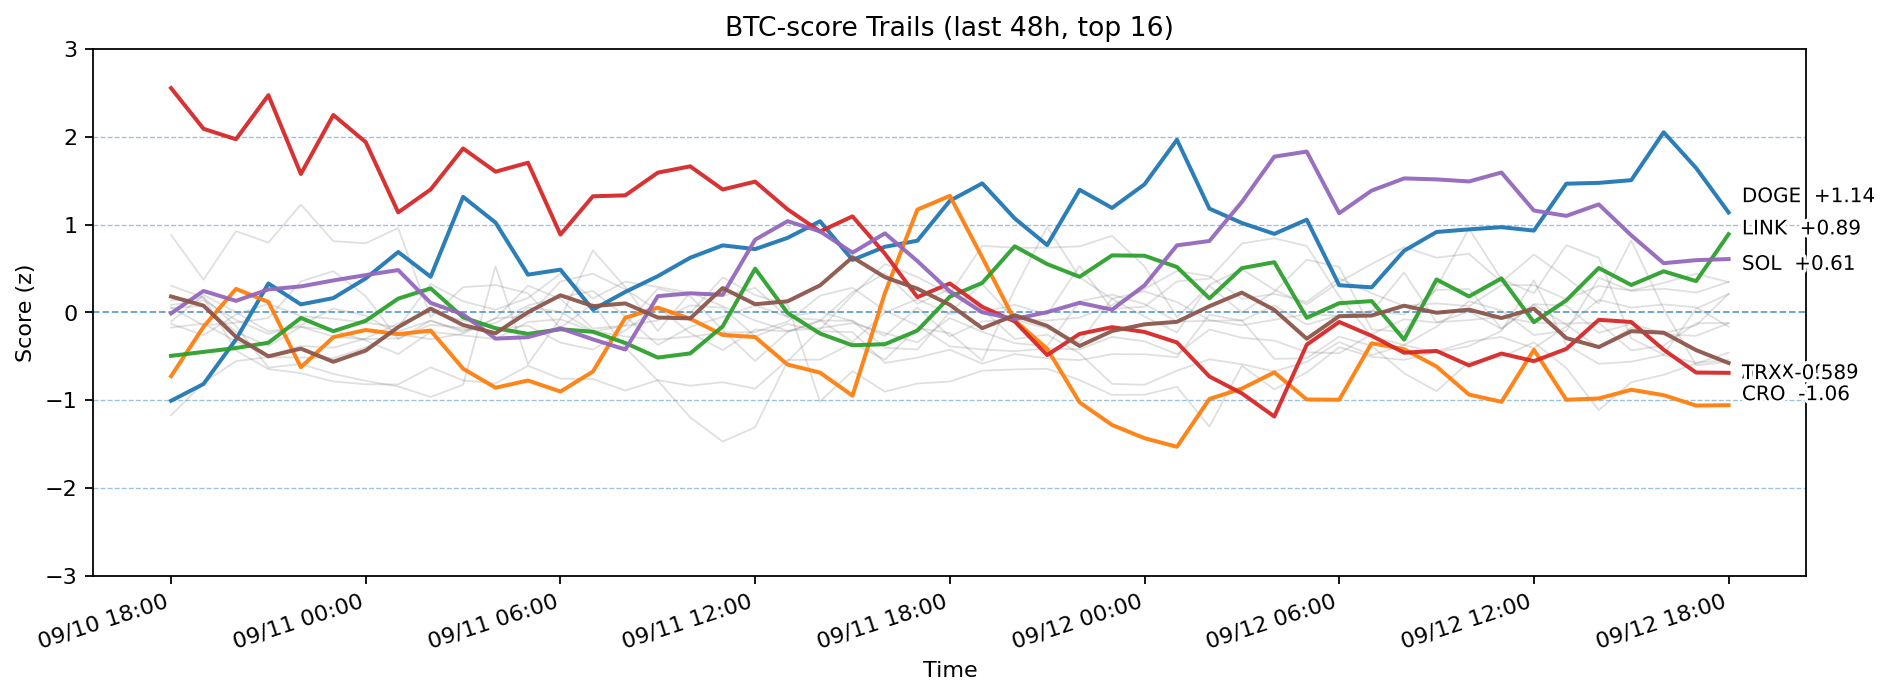 BTC-score Trails (last 48h, top 16)
3
2
1
0
−1
−2
−3
Score (z)
DOGE +1.14
LINK +0.89
SOL +0.61
CRO -1.06
09/10 18:00
09/11 00:00
09/11 06:00
09/11 12:00
09/11 18:00
09/12 00:00
09/12 06:00
09/12 12:00
09/12 18:00
Time